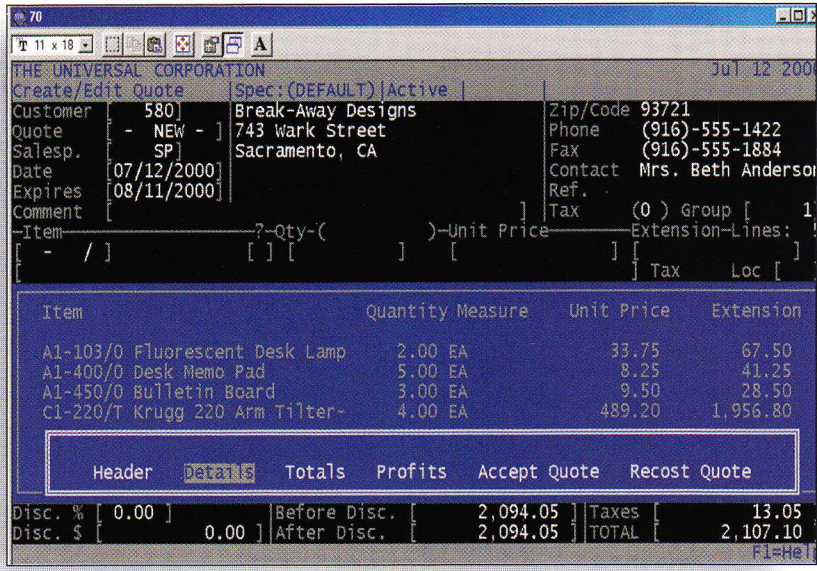 70
T 11 x 18
A
THE UNIVERSAL CORPORATION Jul 12 200
Create/Edit Quote |Spec:(DEFAULT)|Active |
Customer [ 580] Break-Away Designs Zip/Code 93721
Quote [ - NEW - ] 743 Wark Street Phone (916)-555-1422
Salesp. [ SP] Sacramento, CA Fax (916)-555-1884
Date [07/12/2000] Contact Mrs. Beth Anderson
Expires [08/11/2000] Ref.
Comment [ ] Tax (0 ) Group [ 1
-Item-?-Qty-( )-Unit Price-Extension-Lines:
[ - / ] [ ] [ ] [ ] [ ]
[ ] Tax Loc [ ]
Item Quantity Measure Unit Price Extension
A1-103/0 Fluorescent Desk Lamp 2.00 EA 33.75 67.50
A1-400/0 Desk Memo Pad 5.00 EA 8.25 41.25
A1-450/0 Bulletin Board 3.00 EA 9.50 28.50
C1-220/T Krugg 220 Arm Tilter- 4.00 EA 489.20 1,956.80
Header Details Totals Profits Accept Quote Recost Quote
Disc. % [ 0.00 ] Before Disc. [ 2,094.05 ] Taxes [ 13.05
Disc. $ [ 0.00 ] After Disc. [ 2,094.05 ] TOTAL [ 2,107.10
F1=Help